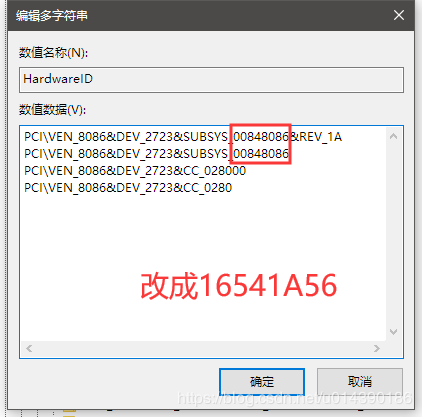 编辑多字符串
数值名称(N):
HardwareID
数值数据(V):
PCI\VEN_8086&DEV_2723&SUBSYS_00848086&REV_1A
PCI\VEN_8086&DEV_2723&SUBSYS_00848086
PCI\VEN_8086&DEV_2723&CC_028000
PCI\VEN_8086&DEV_2723&CC_0280
改成16541A56
确定
取消
https://blog.csdn.net/u014390186